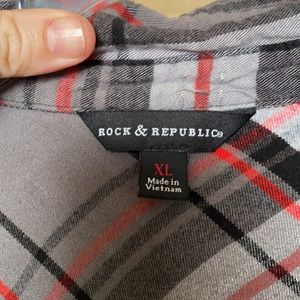 ROCK & REPUBLIC®
XL
Made in
Vietnam